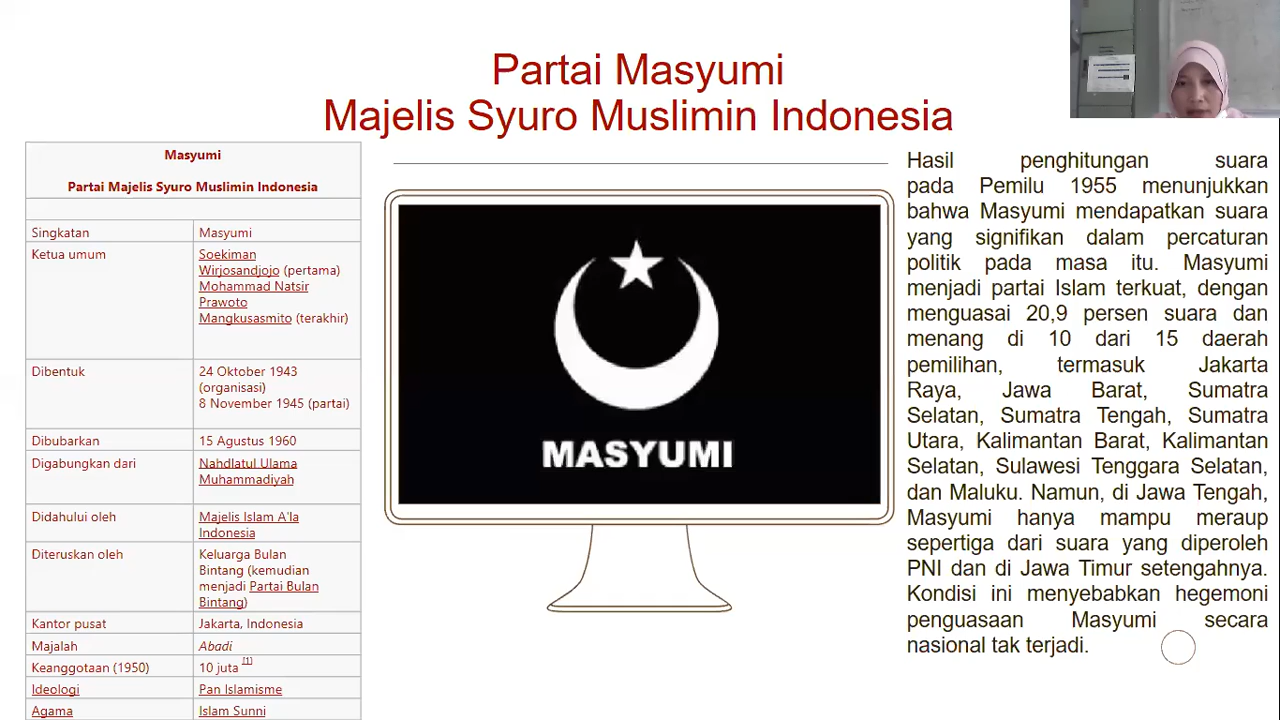 Partai Masyumi
Majelis Syuro Muslimin Indonesia
Masyumi
Partai Majelis Syuro Muslimin Indonesia
Singkatan Masyumi
Ketua umum Soekiman
Wirjosandjojo (pertama)
Mohammad Natsir
Prawoto
Mangkusasmito (terakhir)
Dibentuk 24 Oktober 1943
(organisasi)
8 November 1945 (partai)
Dibubarkan 15 Agustus 1960
Digabungkan dari Nahdlatul Ulama
Muhammadiyah
Didahului oleh Majelis Islam A'la
Indonesia
Diteruskan oleh Keluarga Bulan
Bintang (kemudian
menjadi Partai Bulan
Bintang)
Kantor pusat Jakarta, Indonesia
Majalah Abadi
Keanggotaan (1950) 10 juta [1]
Ideologi Pan Islamisme
Agama Islam Sunni
MASYUMI
Hasil penghitungan suara
pada Pemilu 1955 menunjukkan
bahwa Masyumi mendapatkan suara
yang signifikan dalam percaturan
politik pada masa itu. Masyumi
menjadi partai Islam terkuat, dengan
menguasai 20,9 persen suara dan
menang di 10 dari 15 daerah
pemilihan, termasuk Jakarta
Raya, Jawa Barat, Sumatra
Selatan, Sumatra Tengah, Sumatra
Utara, Kalimantan Barat, Kalimantan
Selatan, Sulawesi Tenggara Selatan,
dan Maluku. Namun, di Jawa Tengah,
Masyumi hanya mampu meraup
sepertiga dari suara yang diperoleh
PNI dan di Jawa Timur setengahnya.
Kondisi ini menyebabkan hegemoni
penguasaan Masyumi secara
nasional tak terjadi.